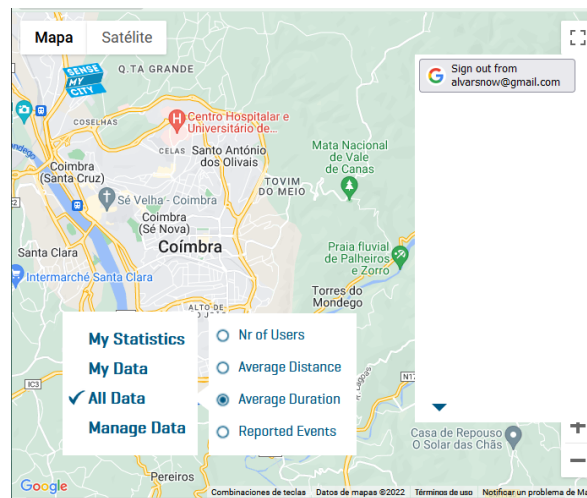 Mapa
Satélite
SENSE
MY
CITY
Q.TA GRANDE
Sign out from
alvarsnow@gmail.com
COSELHAS
Centro Hospitalar e
Universitário de...
CELAS
Santo António
dos Olivais
Mata Nacional
de Vale
de Canas
Coimbra
(Santa Cruz)
TOVIM
DO MEIO
Sé Velha - Coimbra
Coimbra
(Sé Nova)
Santa Clara
Coímbra
Praia fluvial
de Palheiros
e Zorro
Intermarché Santa Clara
Torres do
Mondego
ALTO DE
My Statistics
My Data
All Data
Manage Data
Nr of Users
Average Distance
Average Duration
Reported Events
IC3
N17
Casa de Repouso
O Solar das Chãs
Pereiros
Google
Combinaciones de teclas
Datos de mapas ©2022
Términos de uso
Notificar un problema de M